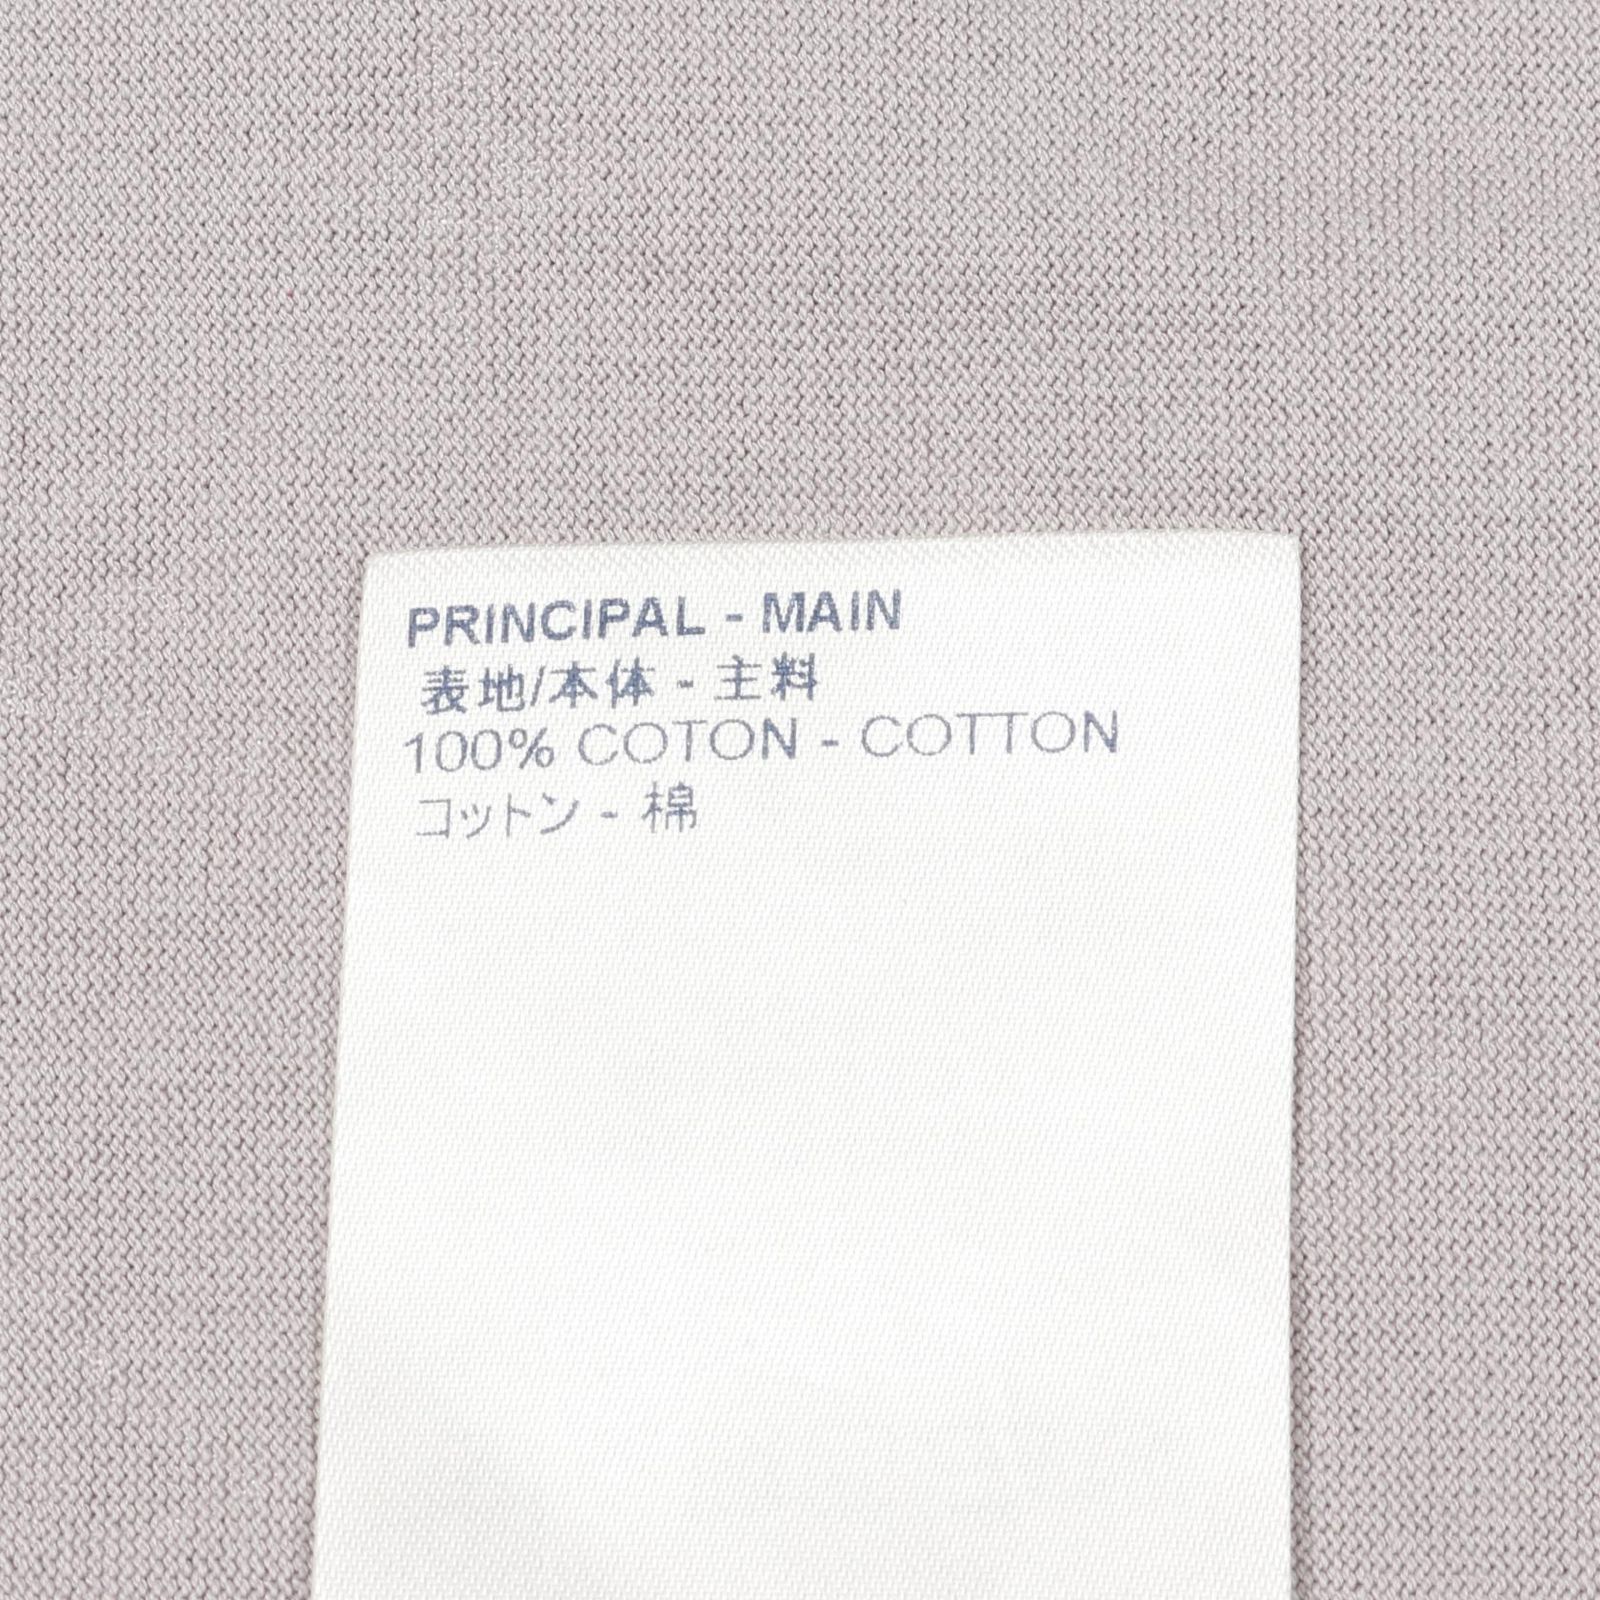 PRINCIPAL - MAIN
表地/本体 - 主料
100% COTON - COTTON
コットン - 棉